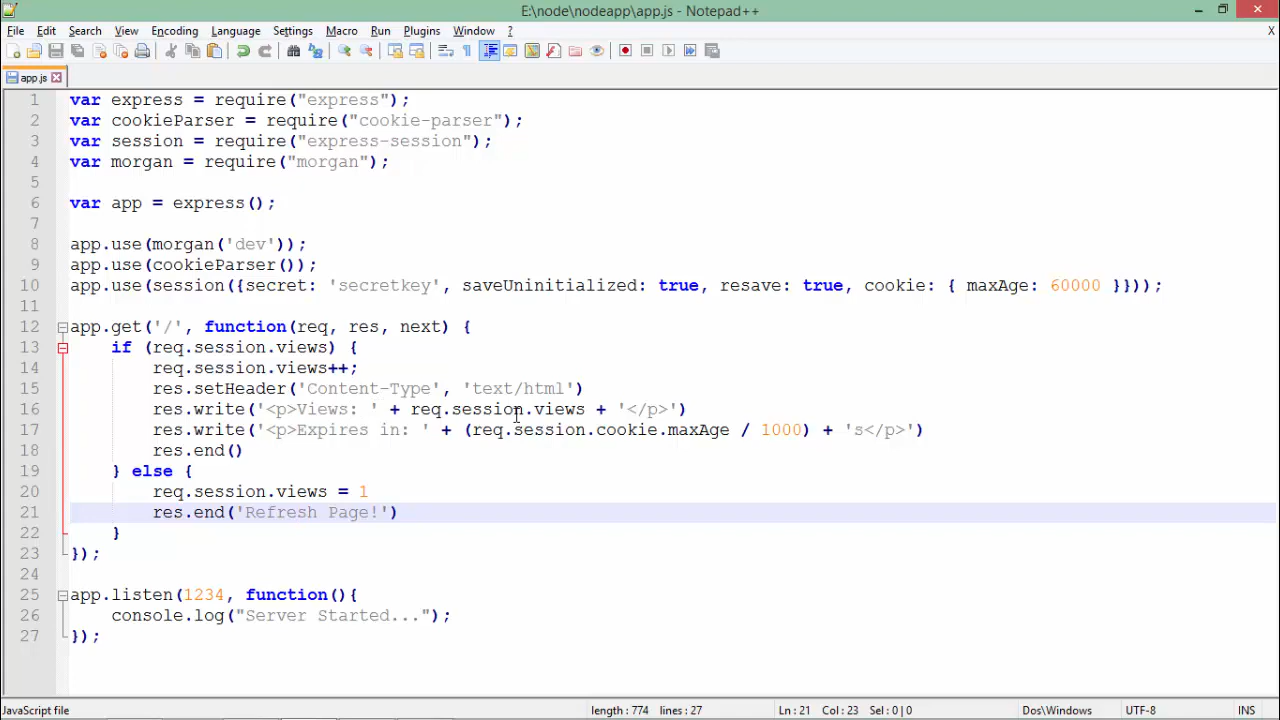 E:\node\nodeapp\app.js - Notepad++
File Edit Search View Encoding Language Settings Macro Run Plugins Window ? X
app.js
1 var express = require("express");
2 var cookieParser = require("cookie-parser");
3 var session = require("express-session");
4 var morgan = require("morgan");
5
6 var app = express();
7
8 app.use(morgan('dev'));
9 app.use(cookieParser());
10 app.use(session({secret: 'secretkey', saveUninitialized: true, resave: true, cookie: { maxAge: 60000 }}));
11
12 app.get('/', function(req, res, next) {
13 if (req.session.views) {
14 req.session.views++;
15 res.setHeader('Content-Type', 'text/html')
16 res.write('<p>Views: ' + req.session.views + '</p>')
17 res.write('<p>Expires in: ' + (req.session.cookie.maxAge / 1000) + 's</p>')
18 res.end()
19 } else {
20 req.session.views = 1
21 res.end('Refresh Page!')
22 }
23 });
24
25 app.listen(1234, function(){
26 console.log("Server Started...");
27 });
JavaScript file length : 774 lines : 27 Ln : 21 Col : 23 Sel : 0 | 0 Dos\Windows UTF-8 INS